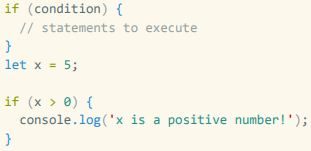 if (condition) {
  // statements to execute
}
let x = 5;

if (x > 0) {
  console.log('x is a positive number!');
}